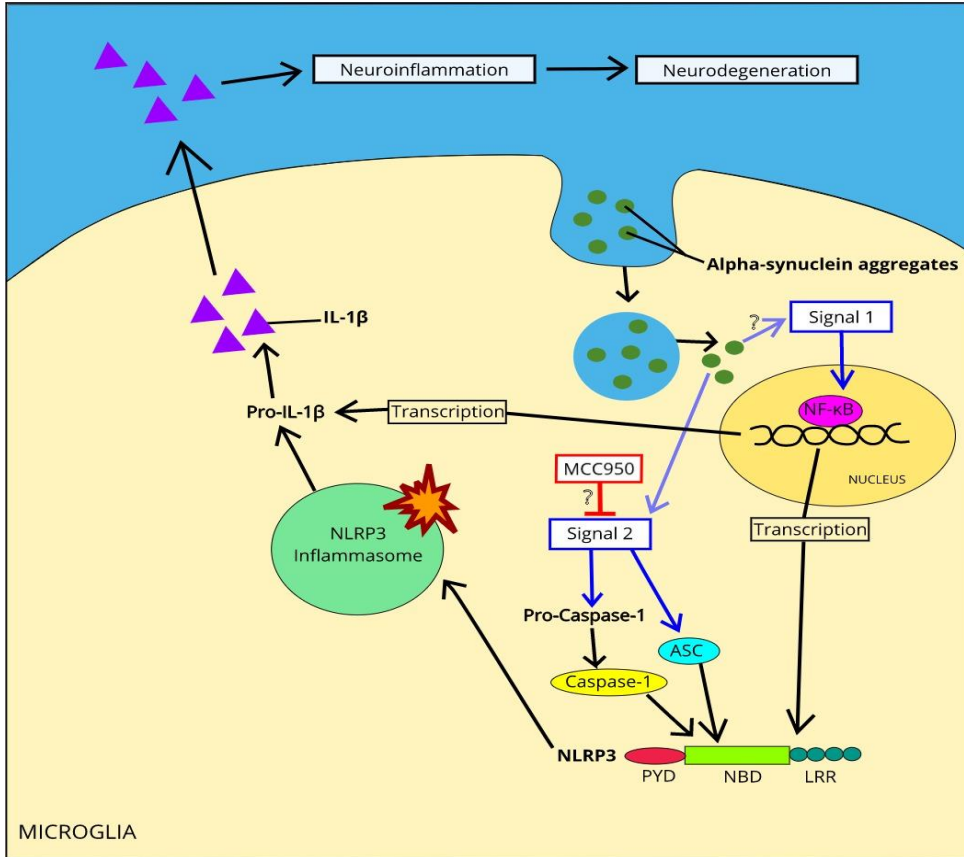 Neuroinflammation
Neurodegeneration
Alpha-synuclein aggregates
IL-1β
?
Signal 1
Pro-IL-1β
Transcription
NF-κB
NUCLEUS
MCC950
?
Signal 2
Transcription
NLRP3
Inflammasome
Pro-Caspase-1
ASC
Caspase-1
NLRP3
PYD
NBD
LRR
MICROGLIA